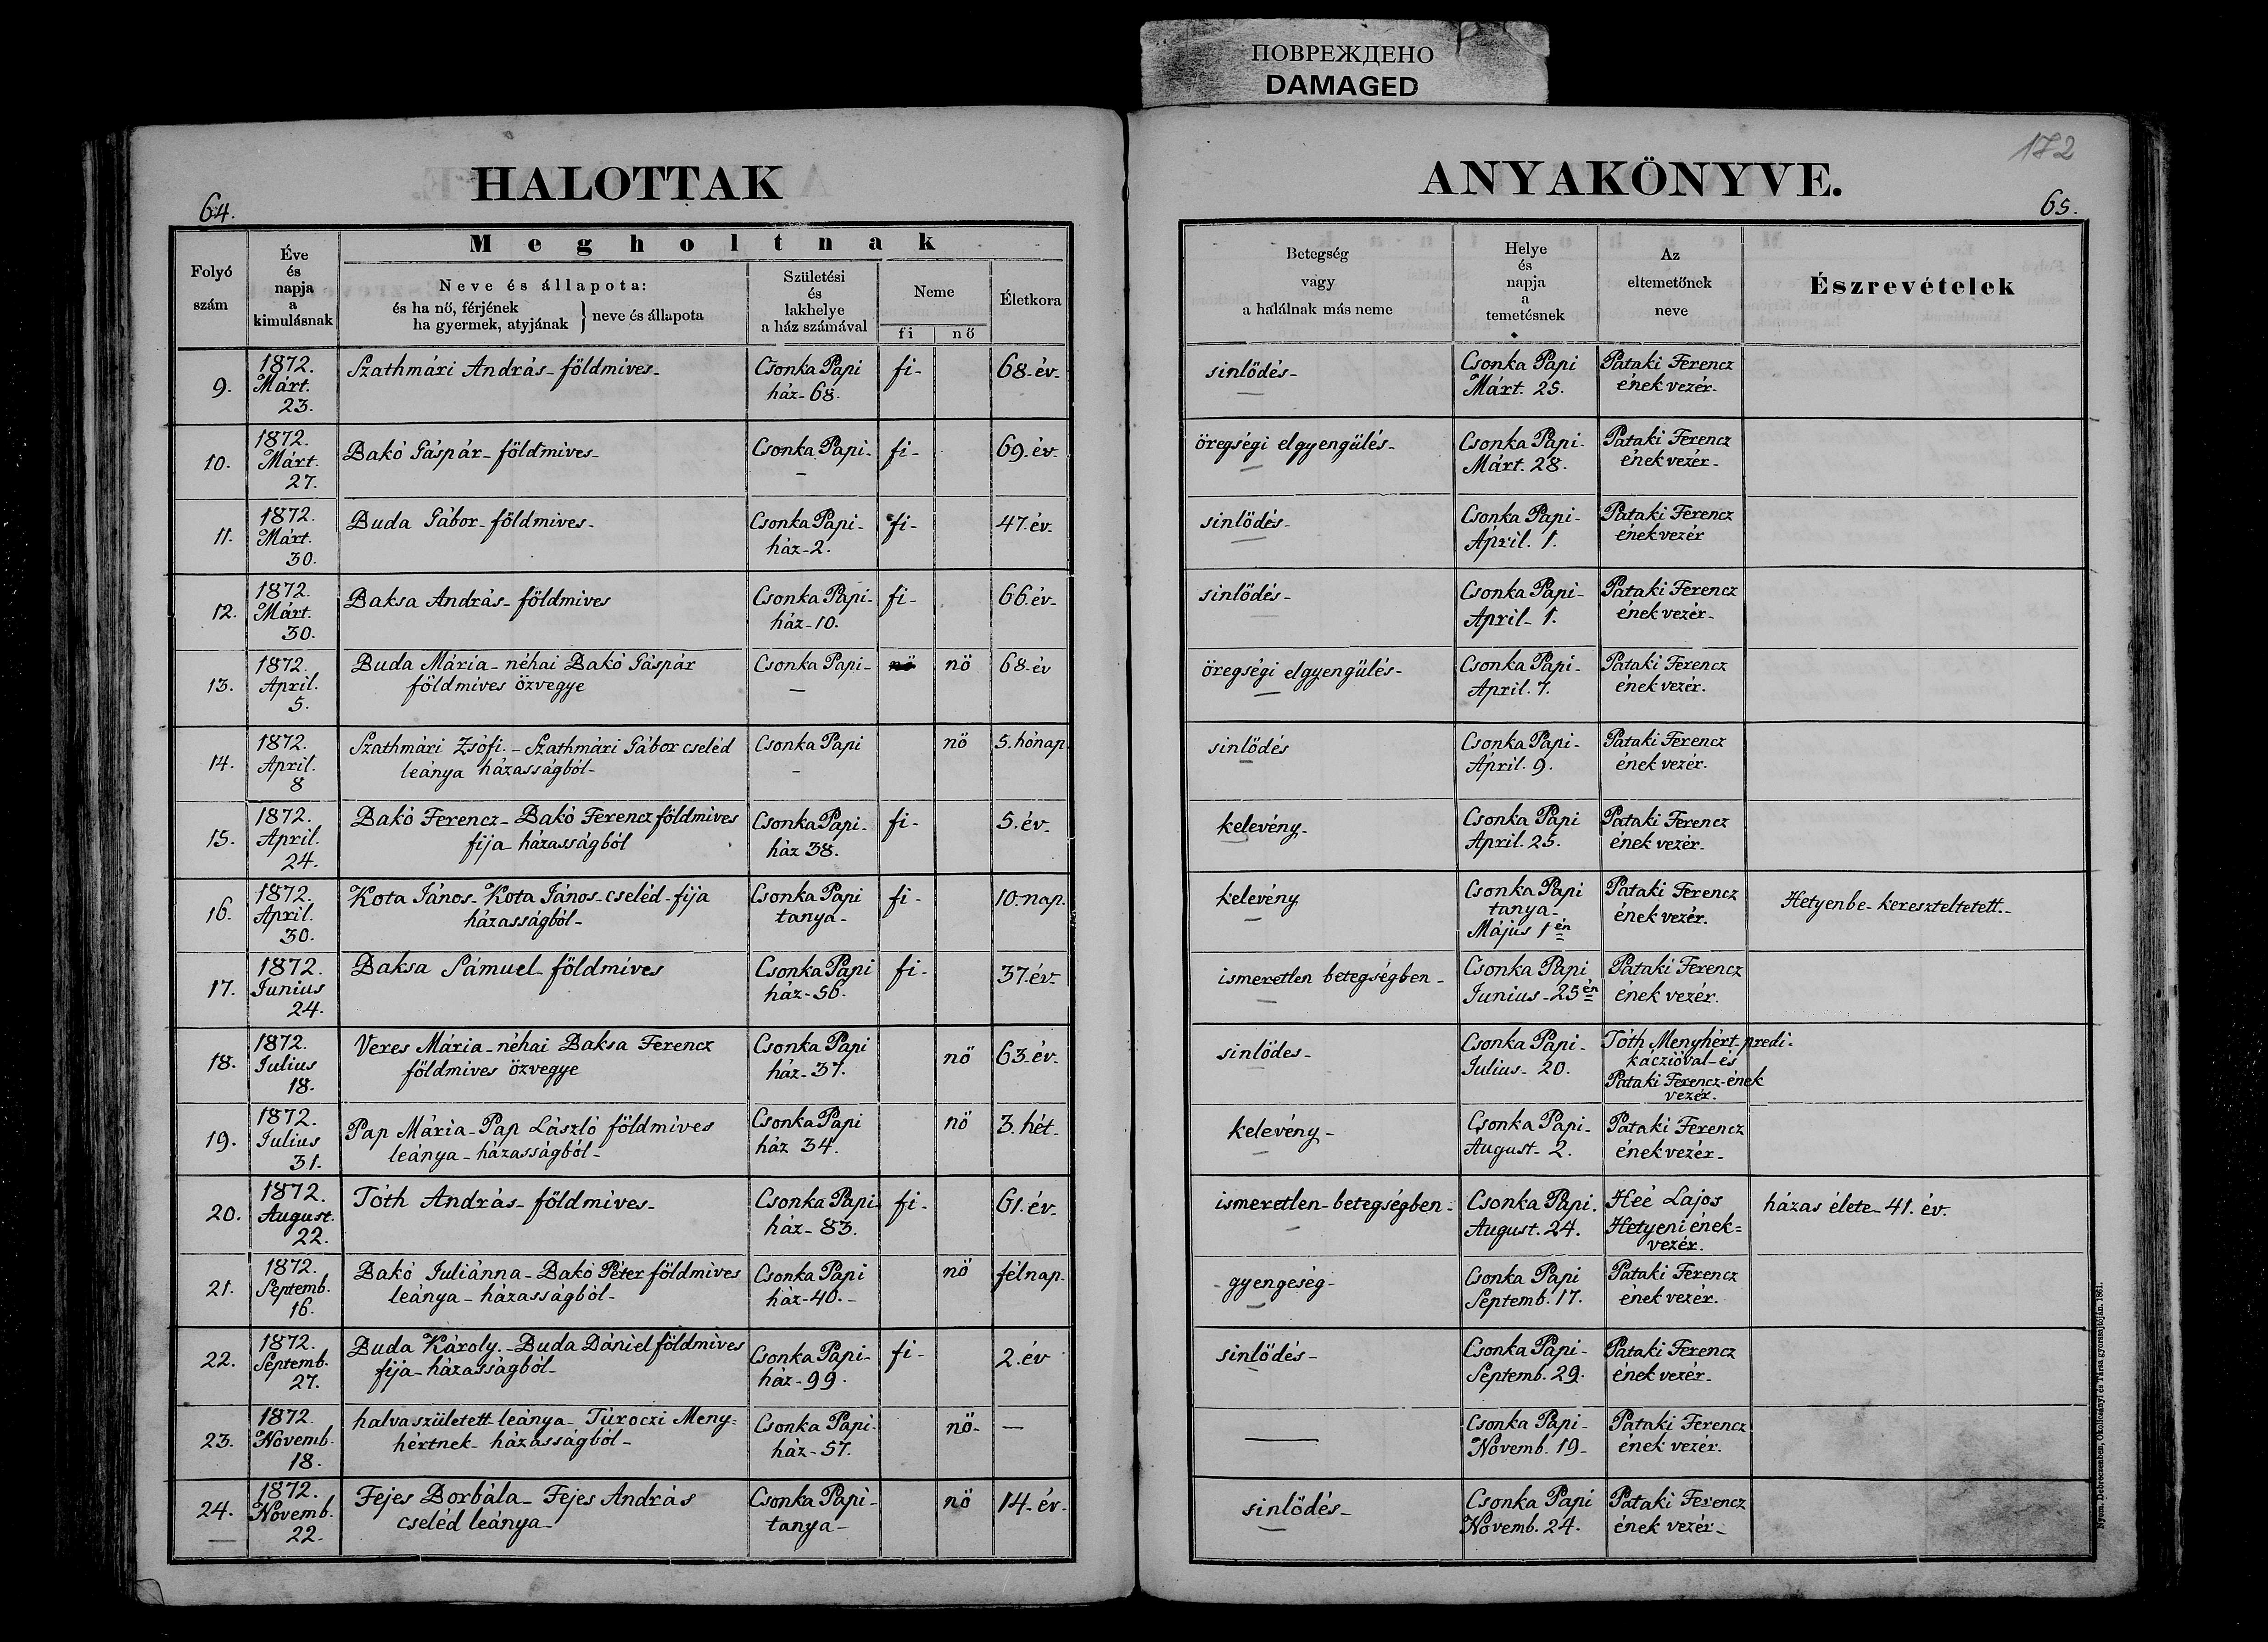 ПОВРЕЖДЕНО
DAMAGED
172
HALOTTAK
64.
Folyó
szám
Éve
és
napja
a
kimulásnak
Megholtnak
Neve és állapota:
és ha nő, férjének
ha gyermek, atyjának } neve és állapota
Születési
és
lakhelye
a ház számával
Neme
fi nő
Életkora
9. 1872. Márt. 23. Szathmári András - földmives - Csonka Papi ház - 68. fi - 68 - év -
10. 1872. Márt. 27. Bakó Gáspár - földmives - Csonka Papi - fi - 69. év -
11. 1872. Márt. 30. Buda Gábor - földmives - Csonka Papi - ház - 2. fi - 47. év -
12. 1872. Márt. 30. Baksa András - földmives Csonka Papi - ház - 10. fi - 66. év -
13. 1872. April. 5. Buda Mária - néhai Bakó Gáspár
földmives özvegye Csonka Papi - nö 68 - év
14. 1872. April. 8 Szathmári Zsófi. - Szathmári Gábor cseléd
leánya házasságból - Csonka Papi - nö 5. hónap.
15. 1872. April. 24. Bakó Ferencz - Bakó Ferencz földmives
fija házasságból Csonka Papi - ház 38. fi - 5. év -
16. 1872. April. 30. Kota János - Kota János - cseléd - fija
házasságból - Csonka Papi tanya - fi - 10. nap.
17. 1872. Junius 24. Baksa Sámuel - földmives Csonka Papi ház - 56. fi - 37. év -
18. 1872. Julius 18. Veres Mária - néhai Baksa Ferencz
földmives özvegye Csonka Papi ház - 37. nö 63 - év -
19. 1872. Julius 31. Pap Mária - Pap László földmives
leánya - házasságból - Csonka Papi ház 34. nö 3. hét -
20. 1872. August. 22. Tóth András - földmives - Csonka Papi ház - 83. fi - 61. év -
21. 1872. Septemb. 16. Bakó Juliánna - Bakó Péter földmives
leánya - házasságból - Csonka Papi ház - 40. - nö félnap.
22. 1872. Septemb. 27. Buda Károly. - Buda Dániel földmives
fija - házasságból - Csonka Papi - ház - 99. fi - 2. év
23. 1872. Novemb. 18. halva született leánya - Túroczi Meny=
hértnek - házasságból - Csonka Papi - ház - 57. nö - —
24. 1872. Novemb. 22. Fejes Borbála - Fejes András
cseléd leánya - Csonka Papi - tanya - nö 14 - év -
ANYAKÖNYVE.
65.
Betegség
vagy
a halálnak más neme
Helye
és
napja
a
temetésnek
Az
eltemetőnek
neve
Észrevételek
sinlödés - Csonka Papi Márt. 25. Pataki Ferencz ének vezér.
öregségi elgyengülés - Csonka Papi - Márt. 28. Pataki Ferencz ének vezér -
sinlödés - Csonka Papi - April. 1. Pataki Ferencz ének vezér
sinlödés - Csonka Papi - April - 1. Pataki Ferencz ének vezér -
öregségi elgyengülés - Csonka Papi - April. 7. Pataki Ferencz ének vezér.
sinlödés Csonka Papi - April. 9. Pataki Ferencz ének vezér.
kelevény - Csonka Papi April. 25. Pataki Ferencz ének vezér -
kelevény Csonka Papi tanya - Május 1én Pataki Ferencz ének vezér. Hetyenbe - kereszteltetett. -
ismeretlen betegségben - Csonka Papi Junius - 25én Pataki Ferencz ének vezér.
sinlödes - Csonka Papi - Julius - 20. Tóth Menyhért - predi-
káczióval - és
Pataki Ferencz - ének
vezér.
kelevény - Csonka Papi - August - 2. Pataki Ferencz ének vezér -
ismeretlen - betegségben - Csonka Papi. August. 24. Heé Lajos
Hetyeni ének=
vezér. házas élete - 41. év.
gyengeség - Csonka Papi Septemb. 17. Pataki Ferencz ének vezér.
sinlödés - Csonka Papi - Septemb. 29. Pataki Ferencz ének vezér -
— Csonka Papi - Novemb. 19 - Pataki Ferencz ének vezér.
sinlödés - Csonka Papi Novemb. 24. Pataki Ferencz ének vezér -